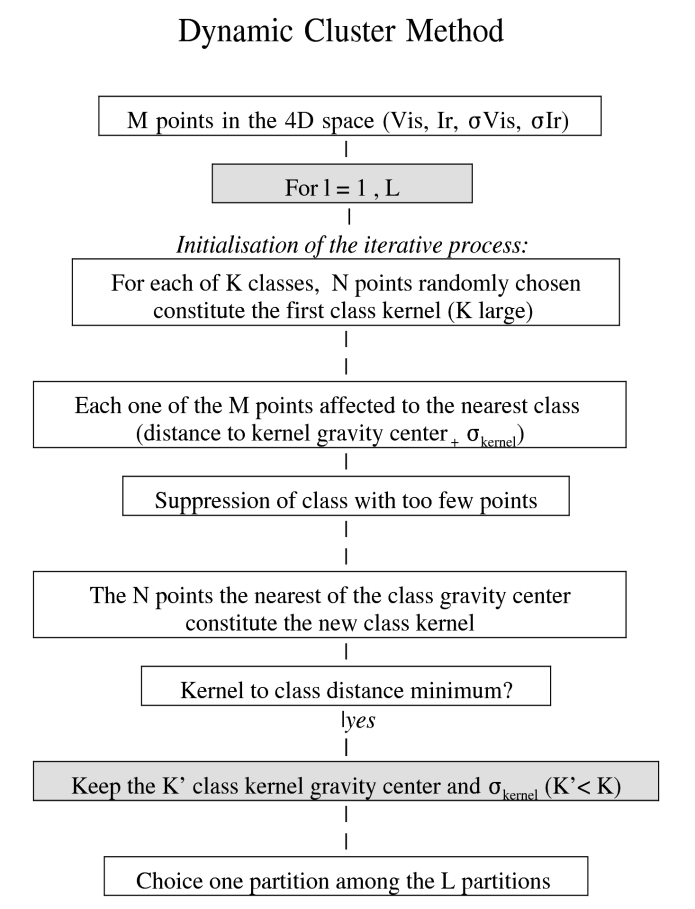 Dynamic Cluster Method
M points in the 4D space (Vis, Ir, σVis, σIr)
For l = 1 , L
Initialisation of the iterative process:
For each of K classes, N points randomly chosen
constitute the first class kernel (K large)
Each one of the M points affected to the nearest class
(distance to kernel gravity center + σkernel)
Suppression of class with too few points
The N points the nearest of the class gravity center
constitute the new class kernel
Kernel to class distance minimum?
yes
Keep the K' class kernel gravity center and σkernel (K'< K)
Choice one partition among the L partitions